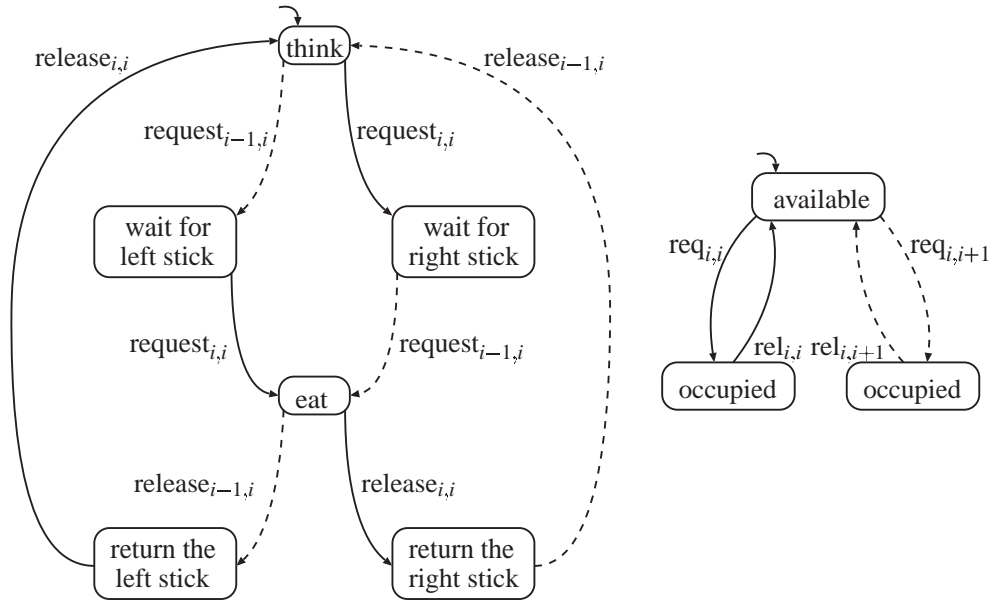 think
release_{i,i}
release_{i−1,i}
request_{i−1,i}
request_{i,i}
wait for
left stick
wait for
right stick
request_{i,i}
request_{i−1,i}
eat
release_{i−1,i}
release_{i,i}
return the
left stick
return the
right stick
available
req_{i,i}
req_{i,i+1}
rel_{i,i}
rel_{i,i+1}
occupied
occupied